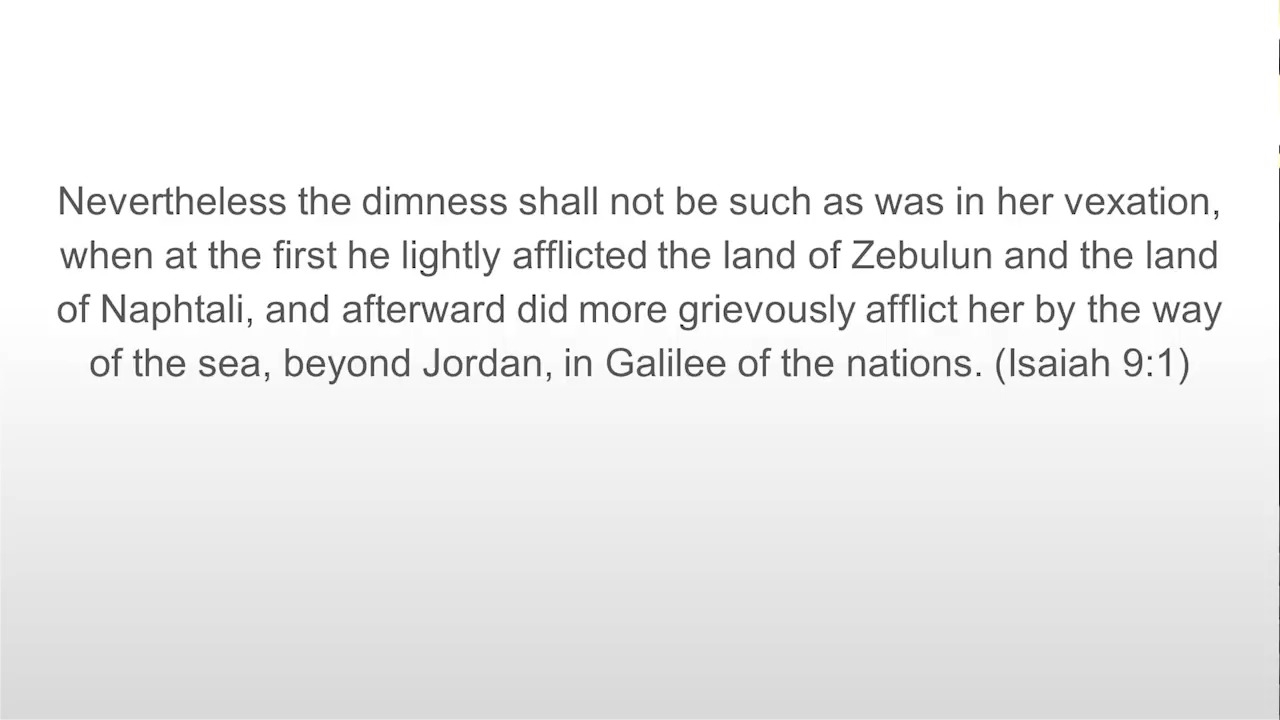 Nevertheless the dimness shall not be such as was in her vexation,
when at the first he lightly afflicted the land of Zebulun and the land
of Naphtali, and afterward did more grievously afflict her by the way
of the sea, beyond Jordan, in Galilee of the nations. (Isaiah 9:1)